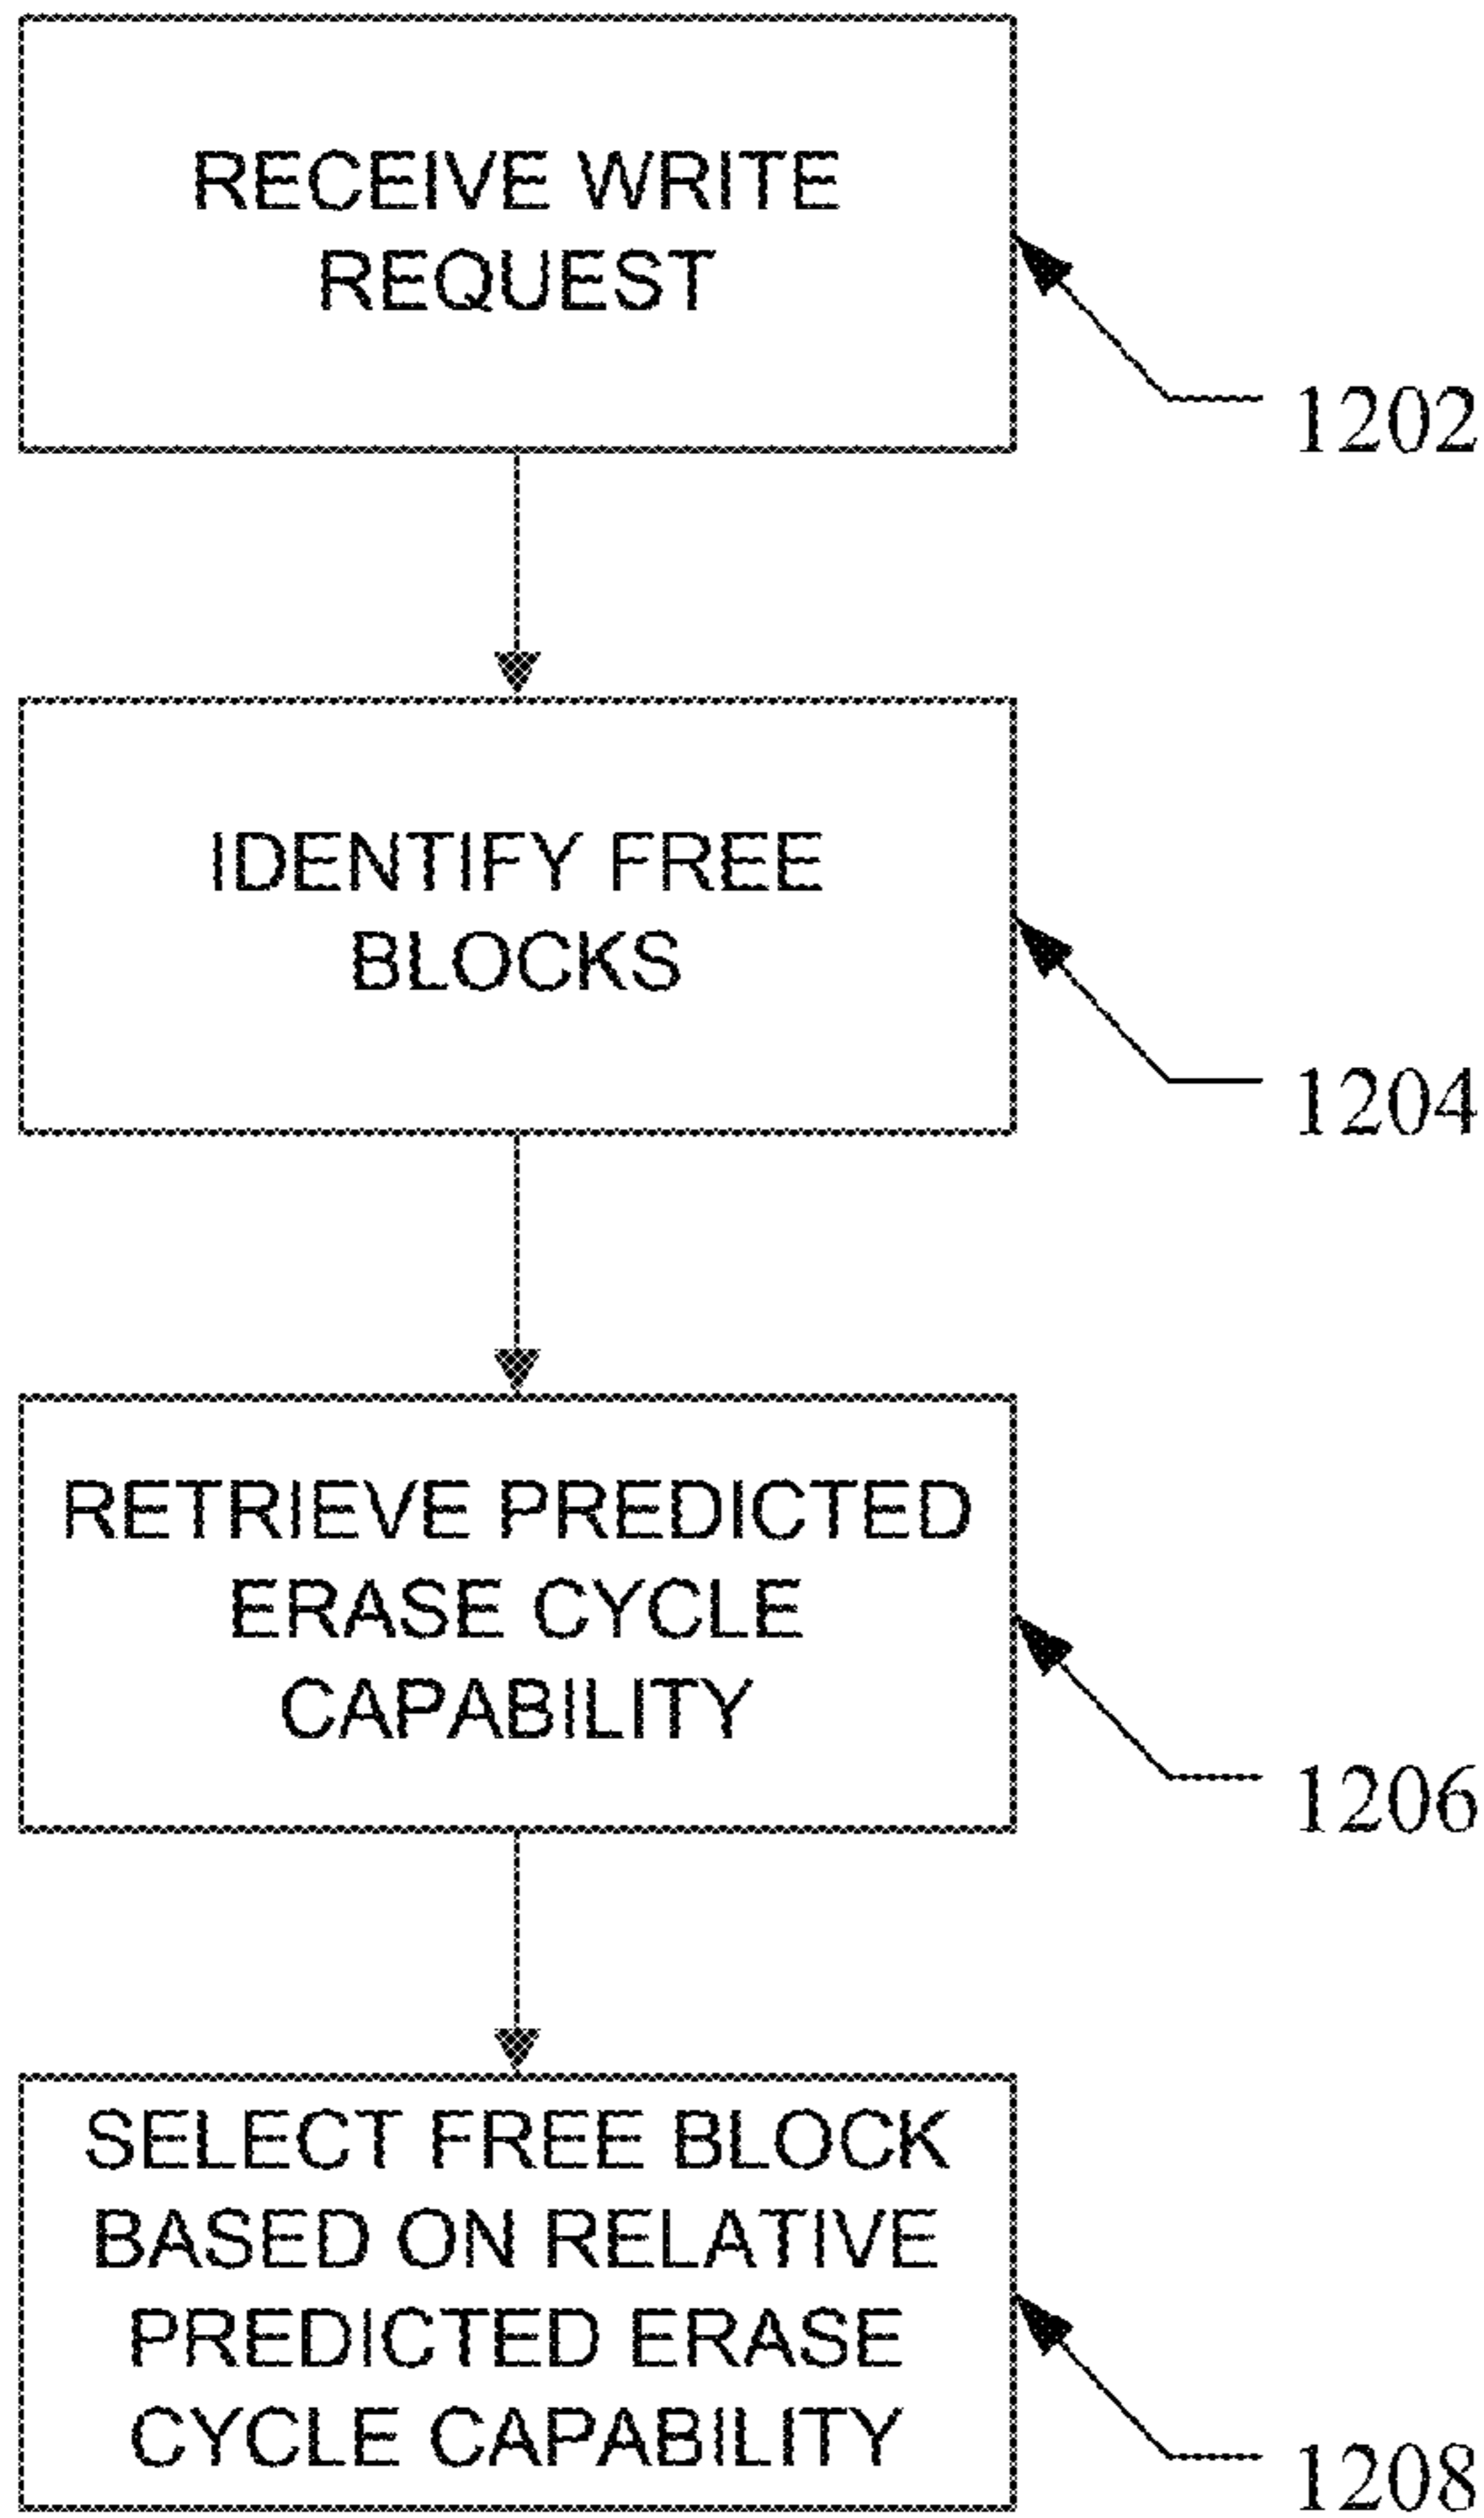 RECEIVE WRITE
REQUEST
1202
IDENTIFY FREE
BLOCKS
1204
RETRIEVE PREDICTED
ERASE CYCLE
CAPABILITY
1206
SELECT FREE BLOCK
BASED ON RELATIVE
PREDICTED ERASE
CYCLE CAPABILITY
1208